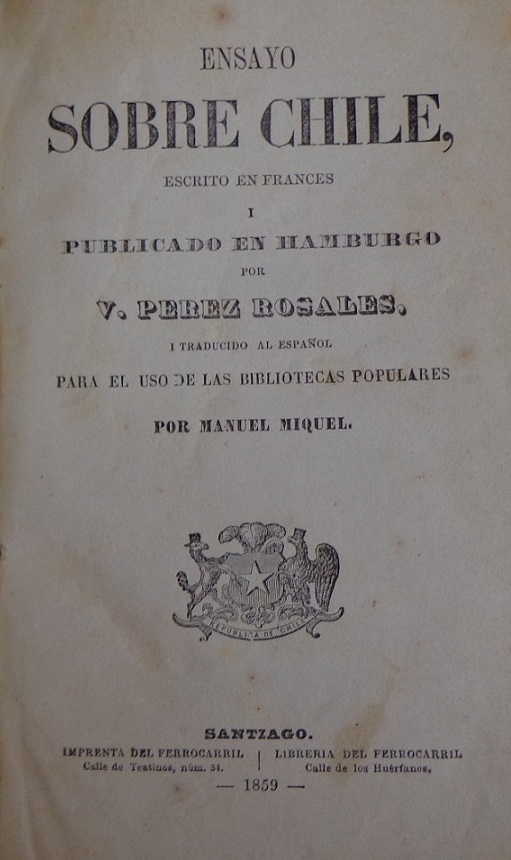 ENSAYO
SOBRE CHILE,
ESCRITO EN FRANCES
I
PUBLICADO EN HAMBURGO
POR
V. PEREZ ROSALES,
I TRADUCIDO AL ESPAÑOL
PARA EL USO DE LAS BIBLIOTECAS POPULARES
POR MANUEL MIQUEL.
REPUBLICA DE CHILE
SANTIAGO.
IMPRENTA DEL FERROCARRIL
Calle de Teatinos, núm. 34.
LIBRERIA DEL FERROCARRIL
Calle de los Huérfanos.
— 1859 —